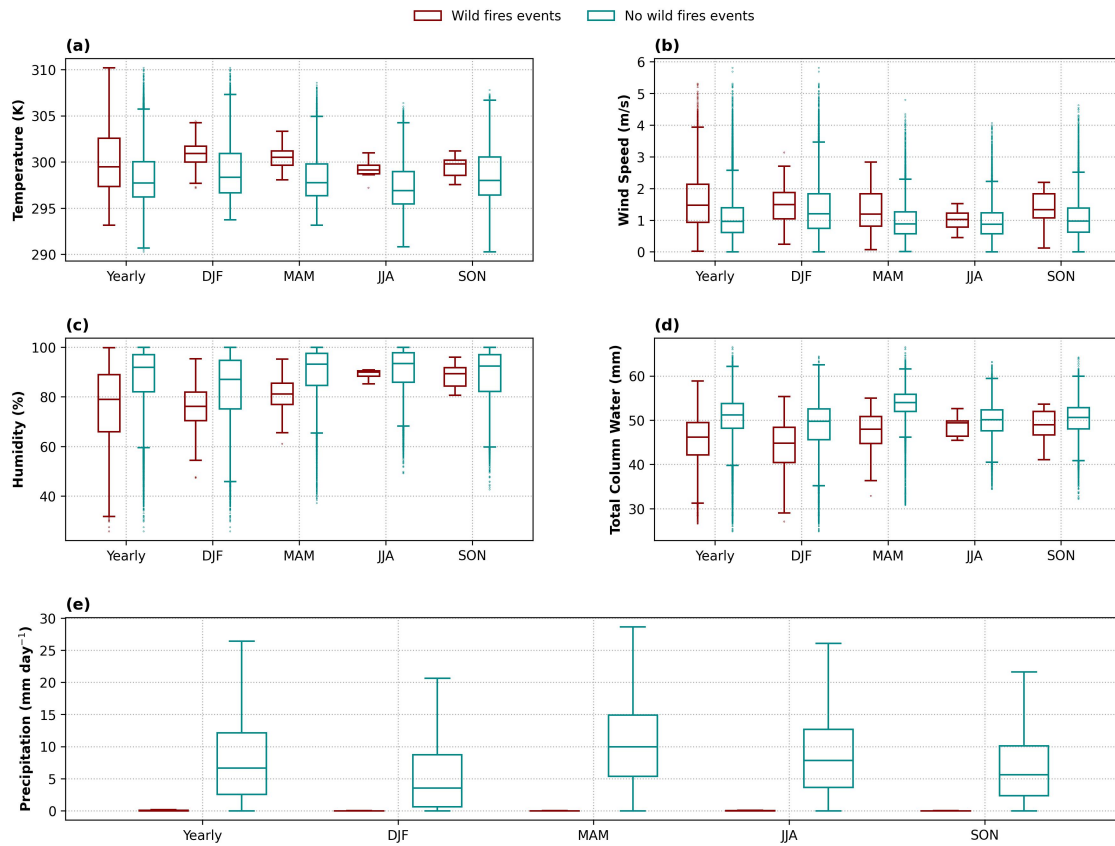 Wild fires events No wild fires events
(a)
Temperature (K)
310
305
300
295
290
Yearly DJF MAM JJA SON
(b)
Wind Speed (m/s)
6
5
4
3
2
1
0
Yearly DJF MAM JJA SON
(c)
Humidity (%)
100
80
60
40
Yearly DJF MAM JJA SON
(d)
Total Column Water (mm)
60
50
40
30
Yearly DJF MAM JJA SON
(e)
Precipitation (mm day⁻¹)
30
25
20
15
10
5
0
Yearly DJF MAM JJA SON